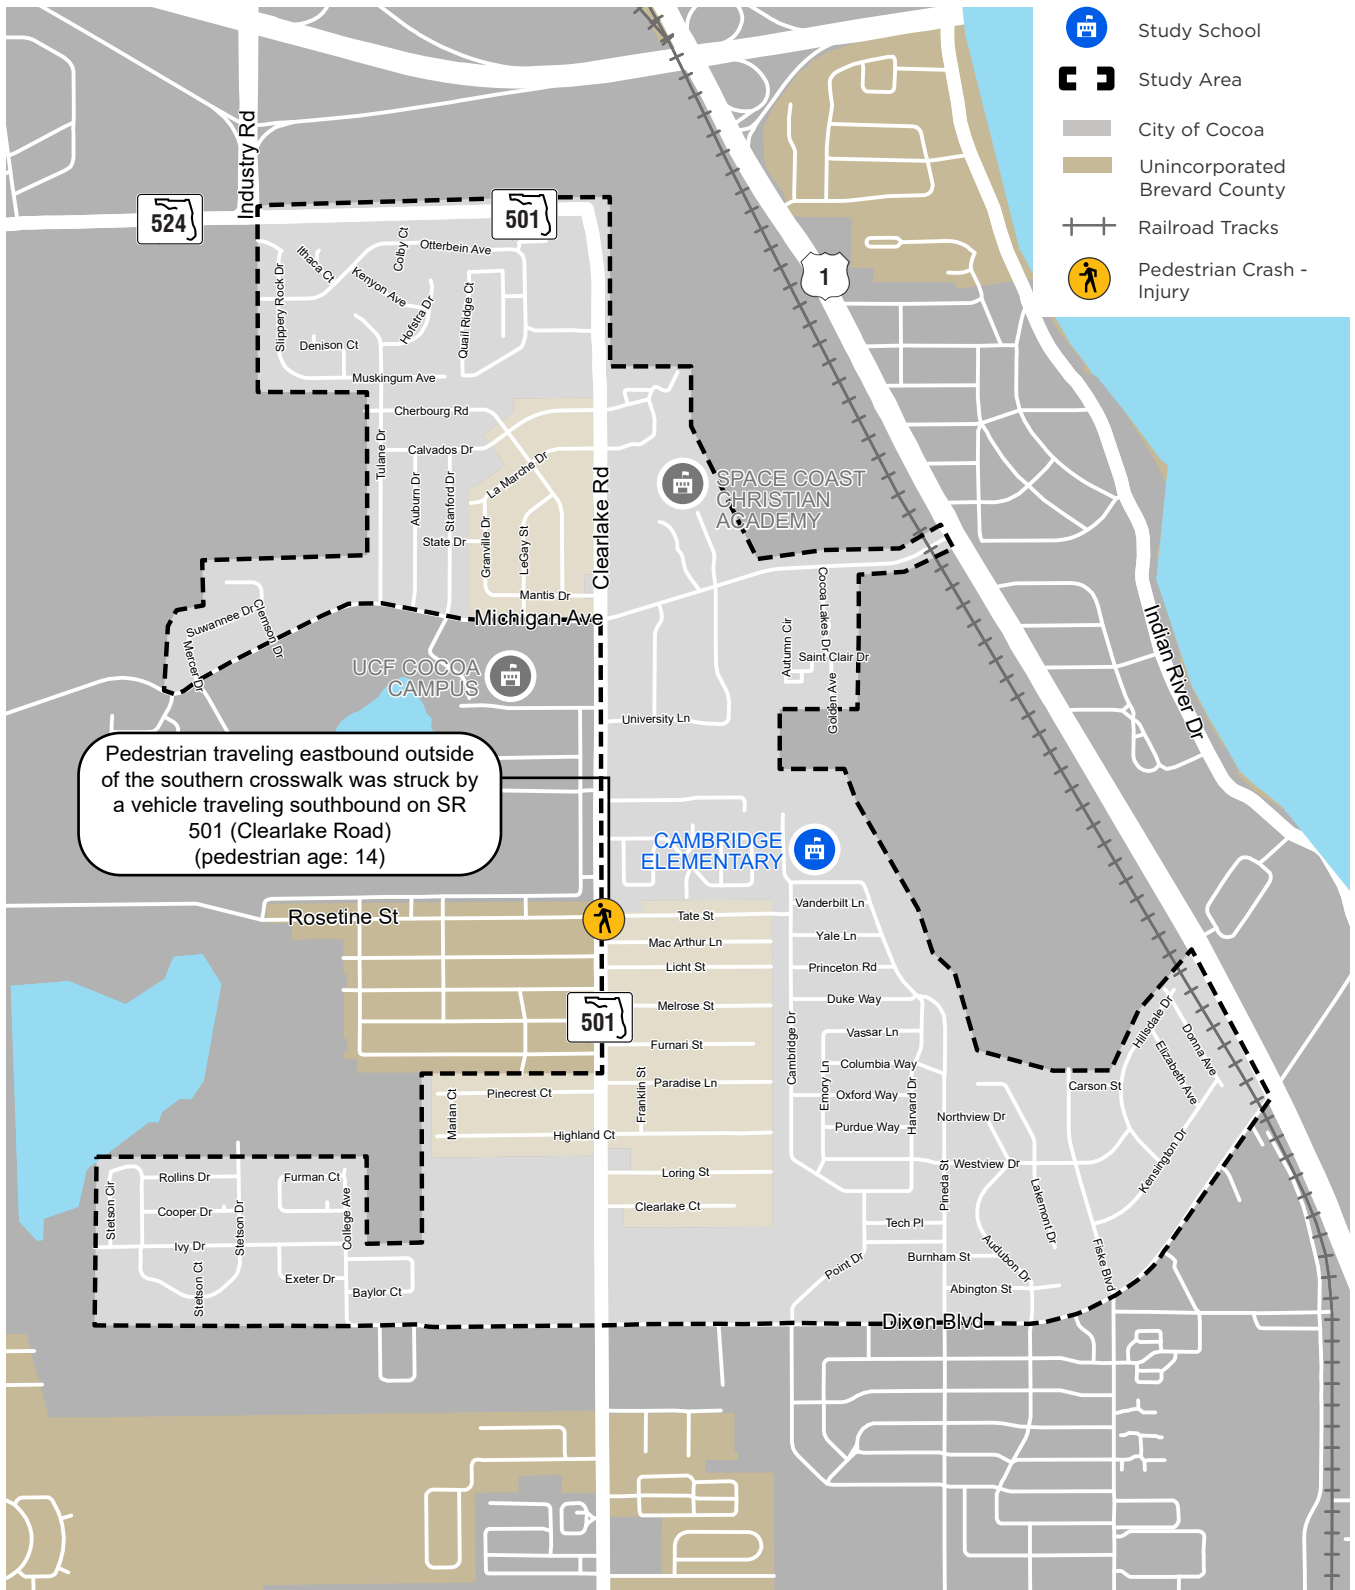 Study School
Study Area
City of Cocoa
Unincorporated
Brevard County
Railroad Tracks
Pedestrian Crash -
Injury
Industry Rd
524
501
1
Colby Ct
Otterbein Ave
Ithaca Ct
Kenyon Ave
Slippery Rock Dr
Hofstra Dr
Quail Ridge Ct
Denison Ct
Muskingum Ave
Cherbourg Rd
Tulane Dr
Calvados Dr
La Marche Dr
Auburn Dr
Stanford Dr
Clearlake Rd
SPACE COAST
CHRISTIAN
ACADEMY
State Dr
Granville Dr
LeGay St
Mantis Dr
Michigan Ave
Suwannee Dr
Clemson Dr
Mercer Dr
UCF COCOA
CAMPUS
Cocoa Lakes Dr
Autumn Cir
Saint Clair Dr
Golden Ave
University Ln
Indian River Dr
Pedestrian traveling eastbound outside
of the southern crosswalk was struck by
a vehicle traveling southbound on SR
501 (Clearlake Road)
(pedestrian age: 14)
CAMBRIDGE
ELEMENTARY
Rosetine St
Tate St
Vanderbilt Ln
Mac Arthur Ln
Yale Ln
Licht St
Princeton Rd
Melrose St
Duke Way
501
Furnari St
Cambridge Dr
Vassar Ln
Hillsdale Dr
Donna Ave
Elizabeth Ave
Columbia Way
Paradise Ln
Franklin St
Emory Ln
Oxford Way
Harvard Dr
Carson St
Pinecrest Ct
Marian Ct
Purdue Way
Northview Dr
Highland Ct
Kensington Dr
Westview Dr
Loring St
Pineda St
Lakemont Dr
Clearlake Ct
Rollins Dr
Furman Ct
Stetson Cir
Cooper Dr
Stetson Dr
College Ave
Ivy Dr
Tech Pl
Burnham St
Audubon Dr
Fiske Blvd
Point Dr
Stetson Ct
Exeter Dr
Baylor Ct
Abington St
Dixon Blvd